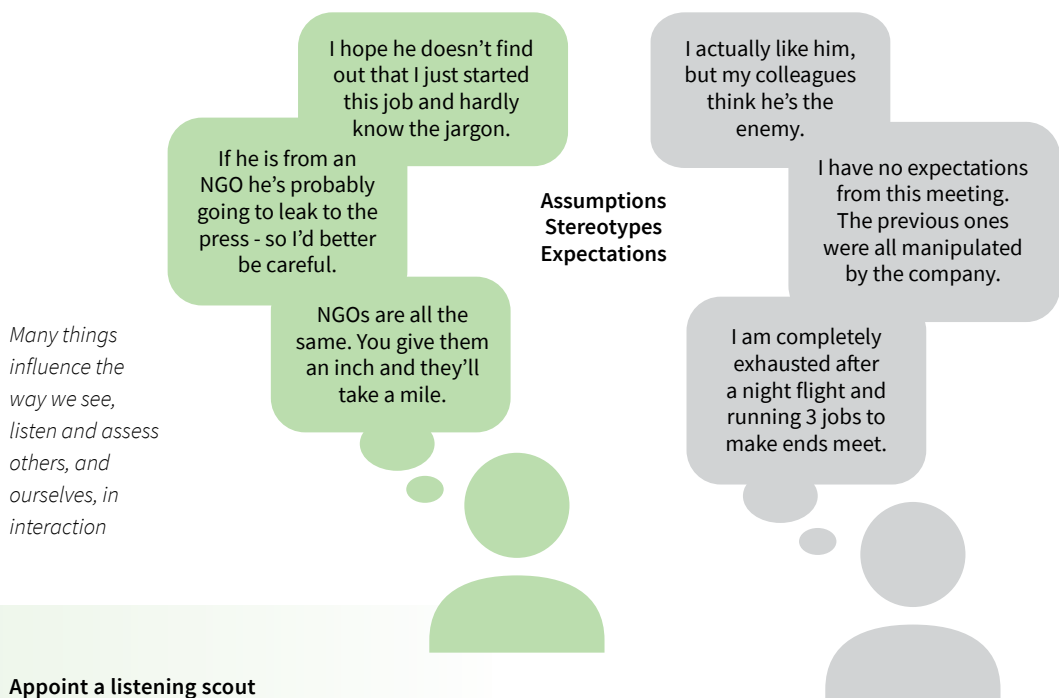 I hope he doesn’t find
out that I just started
this job and hardly
know the jargon.
If he is from an
NGO he’s probably
going to leak to the
press - so I’d better
be careful.
NGOs are all the
same. You give them
an inch and they’ll
take a mile.
Assumptions
Stereotypes
Expectations
I actually like him,
but my colleagues
think he’s the
enemy.
I have no expectations
from this meeting.
The previous ones
were all manipulated
by the company.
I am completely
exhausted after
a night flight and
running 3 jobs to
make ends meet.
Many things
influence the
way we see,
listen and assess
others, and
ourselves, in
interaction
Appoint a listening scout